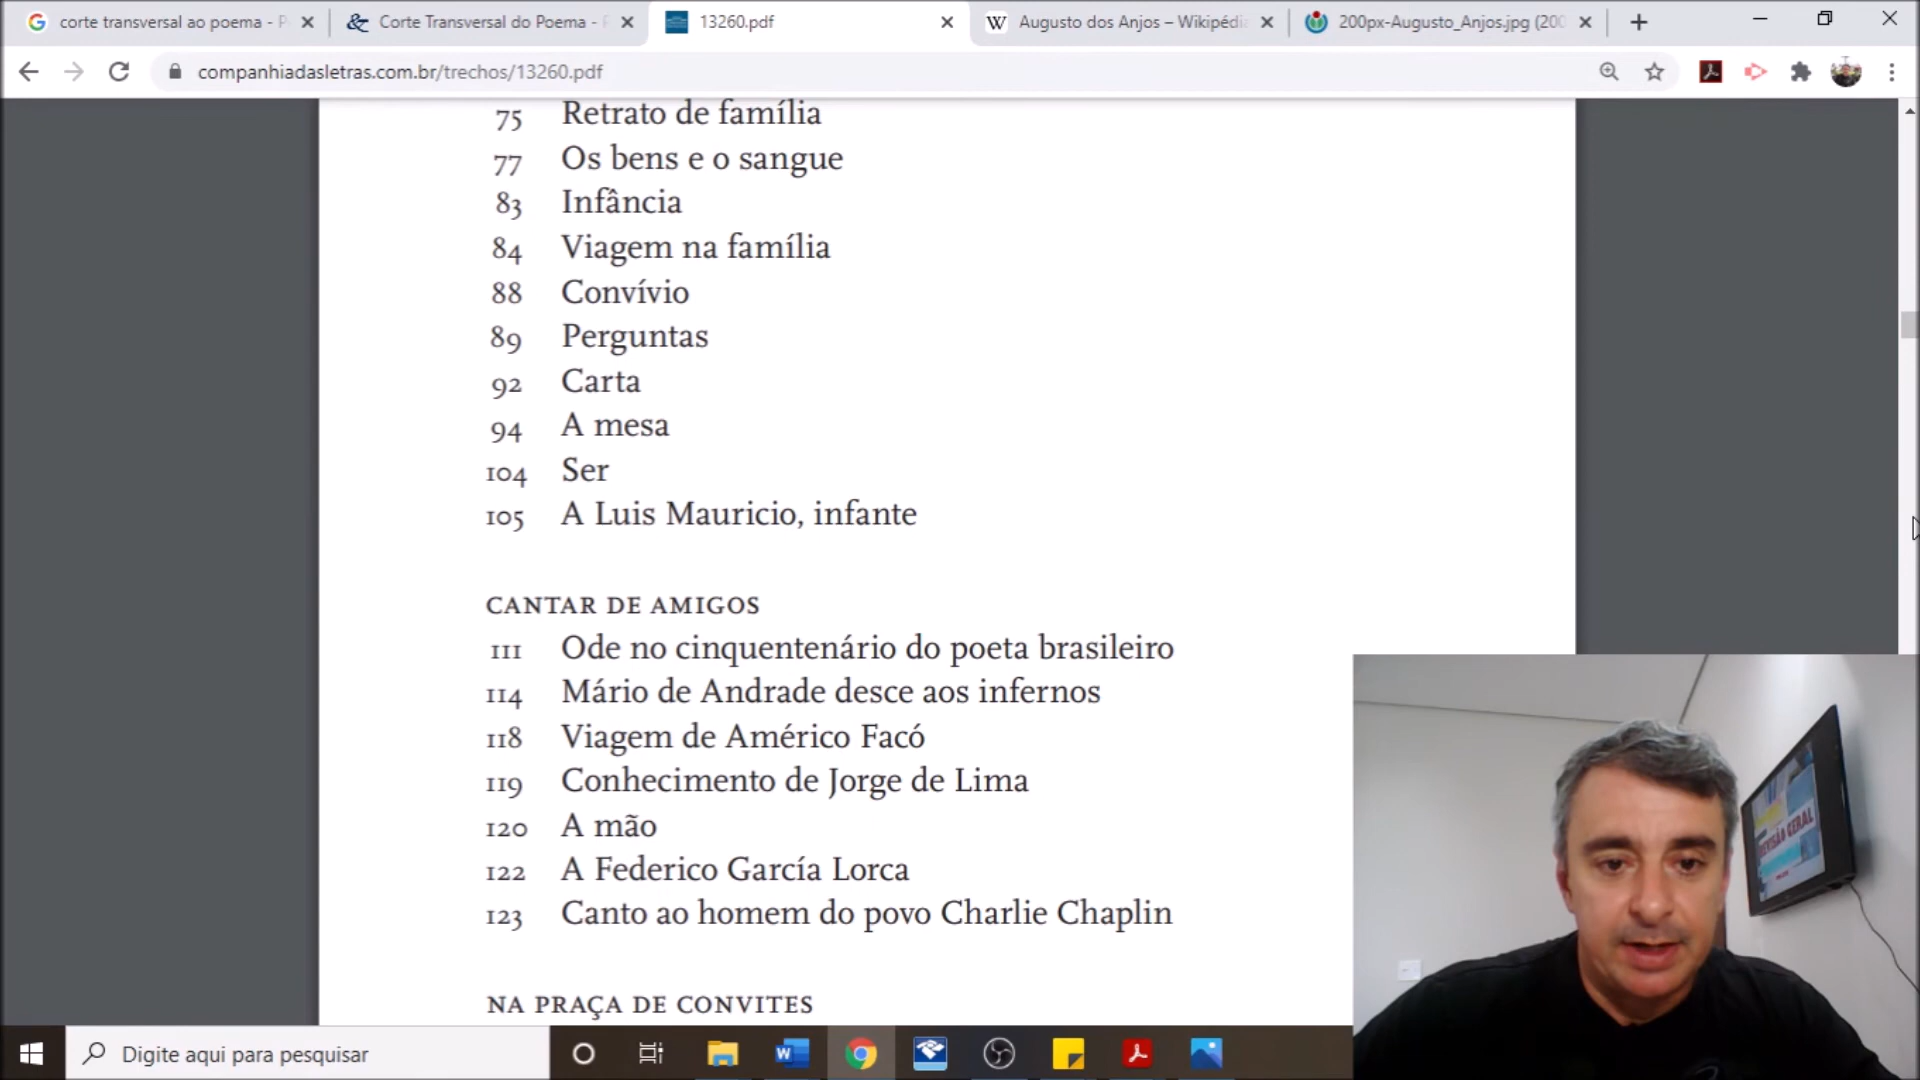 corte transversal ao poema - P
Corte Transversal do Poema - F
13260.pdf
Augusto dos Anjos – Wikipédi
200px-Augusto_Anjos.jpg (200
companhiadasletras.com.br/trechos/13260.pdf
75 Retrato de família
77 Os bens e o sangue
83 Infância
84 Viagem na família
88 Convívio
89 Perguntas
92 Carta
94 A mesa
104 Ser
105 A Luis Mauricio, infante
CANTAR DE AMIGOS
111 Ode no cinquentenário do poeta brasileiro
114 Mário de Andrade desce aos infernos
118 Viagem de Américo Facó
119 Conhecimento de Jorge de Lima
120 A mão
122 A Federico García Lorca
123 Canto ao homem do povo Charlie Chaplin
NA PRAÇA DE CONVITES
REVISÃO GERAL
Digite aqui para pesquisar